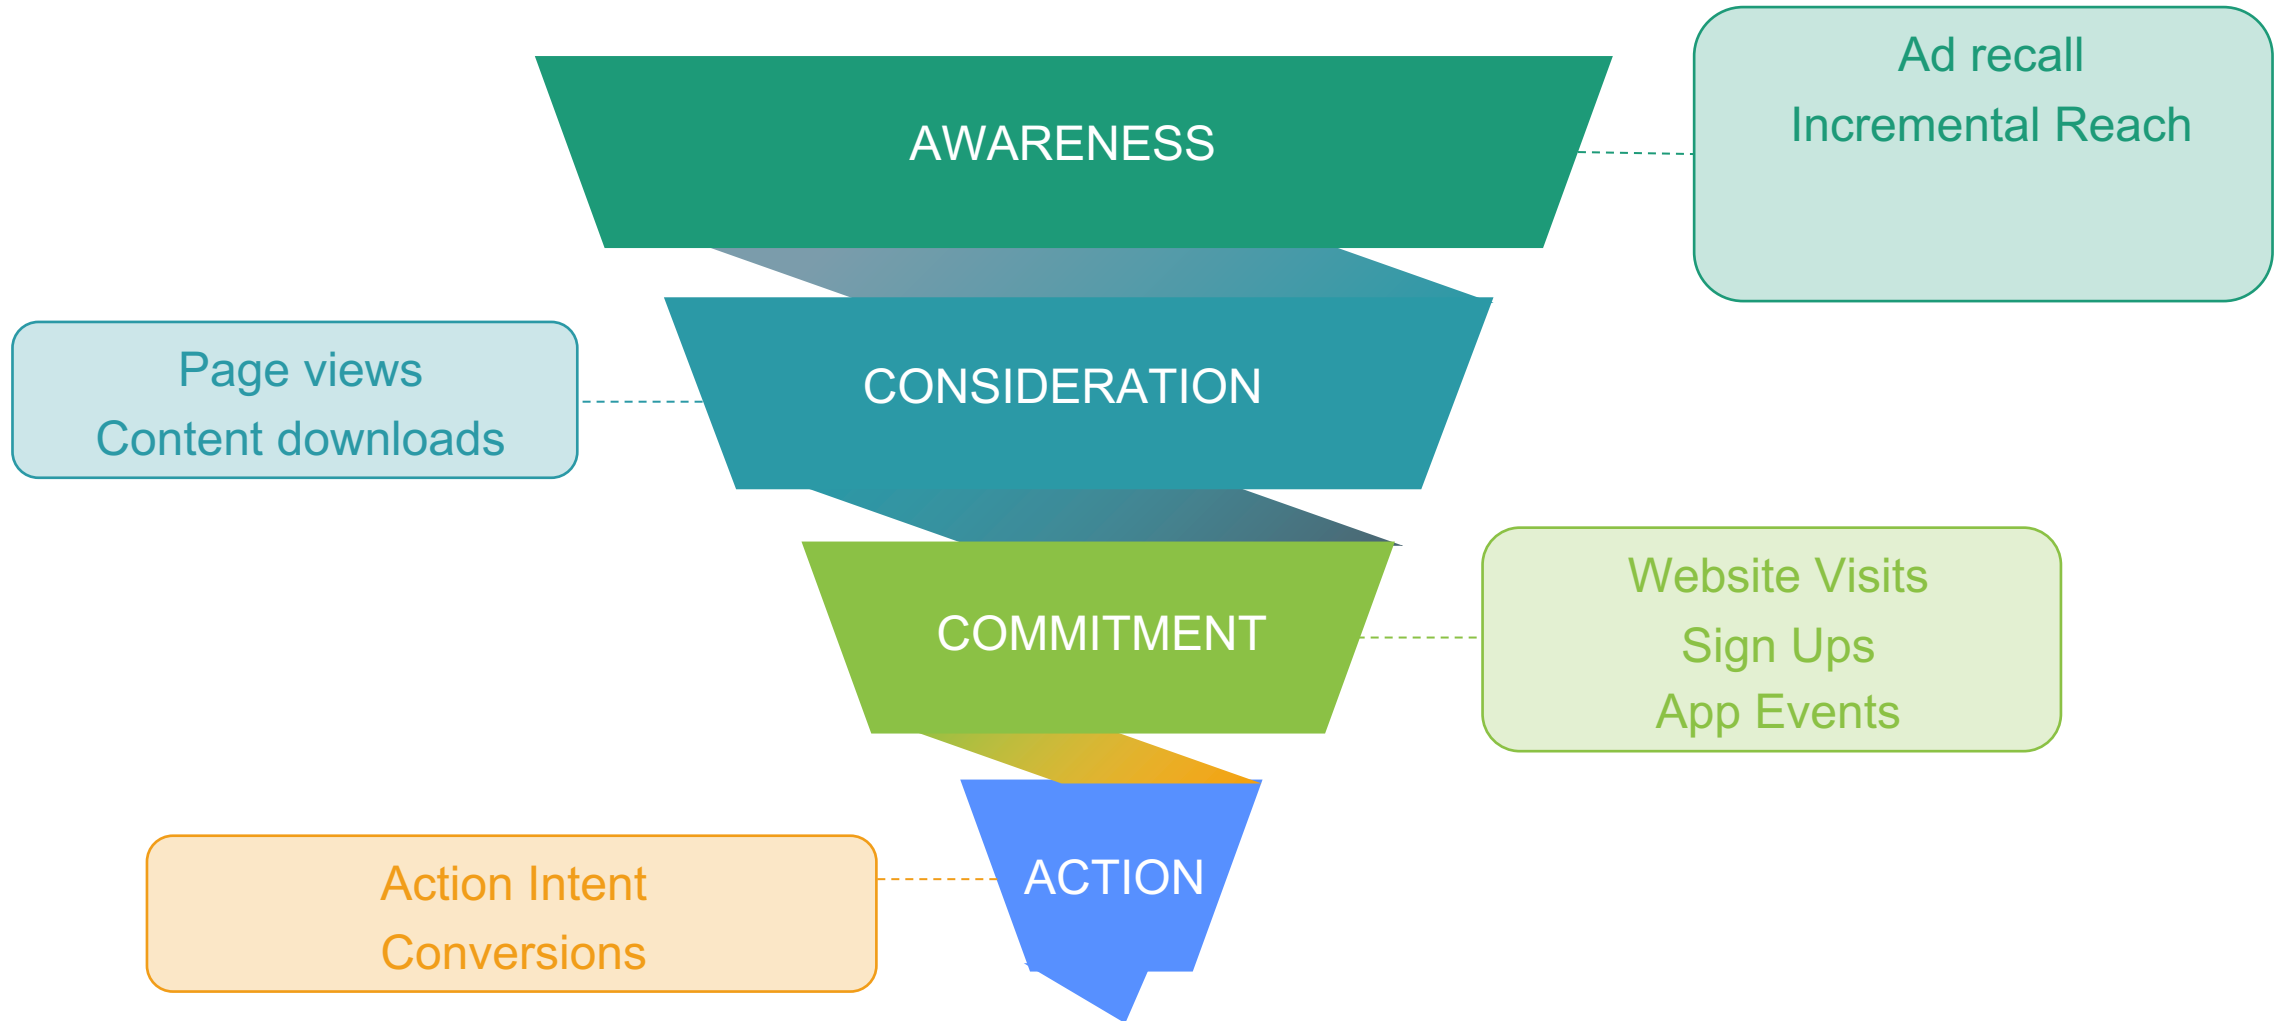 AWARENESS
Ad recall
Incremental Reach
CONSIDERATION
Page views
Content downloads
COMMITMENT
Website Visits
Sign Ups
App Events
ACTION
Action Intent
Conversions